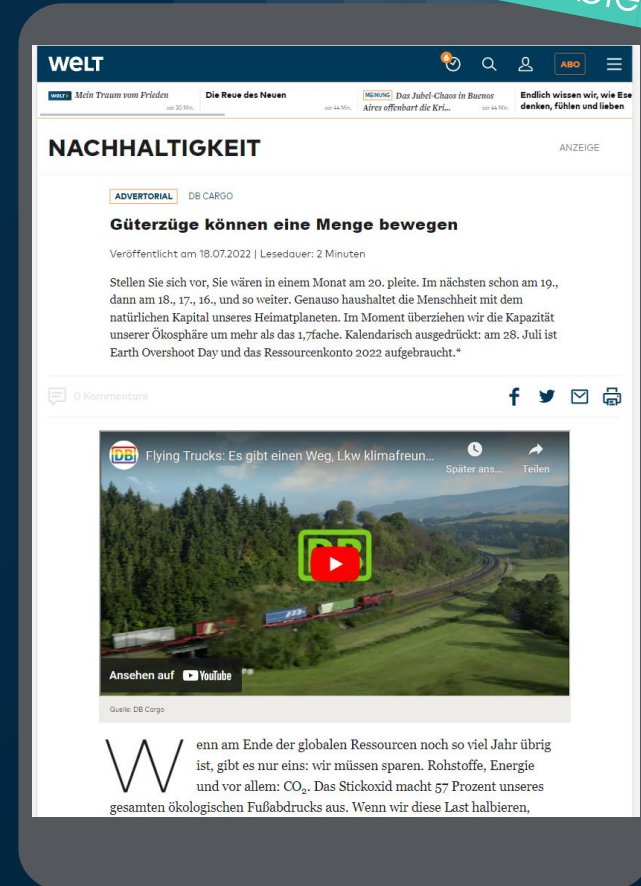 WELT
6
ABO
WELT+ Mein Traum vom Frieden
vor 30 Min.
Die Reue des Neuen
vor 44 Min.
MEINUNG Das Jubel-Chaos in Buenos
Aires offenbart die Kri...
vor 44 Min.
Endlich wissen wir, wie Ese
denken, fühlen und lieben
NACHHALTIGKEIT
ANZEIGE
ADVERTORIAL DB CARGO
Güterzüge können eine Menge bewegen
Veröffentlicht am 18.07.2022 | Lesedauer: 2 Minuten
Stellen Sie sich vor, Sie wären in einem Monat am 20. pleite. Im nächsten schon am 19.,
dann am 18., 17., 16., und so weiter. Genauso haushaltet die Menschheit mit dem
natürlichen Kapital unseres Heimatplaneten. Im Moment überziehen wir die Kapazität
unserer Ökosphäre um mehr als das 1,7fache. Kalendarisch ausgedrückt: am 28. Juli ist
Earth Overshoot Day und das Ressourcenkonto 2022 aufgebraucht.*
0 Kommentare
DB Flying Trucks: Es gibt einen Weg, Lkw klimafreun...
Später ans...
Teilen
DB
Ansehen auf YouTube
Quelle: DB Cargo
Wenn am Ende der globalen Ressourcen noch so viel Jahr übrig
ist, gibt es nur eins: wir müssen sparen. Rohstoffe, Energie
und vor allem: CO₂. Das Stickoxid macht 57 Prozent unseres
gesamten ökologischen Fußabdrucks aus. Wenn wir diese Last halbieren,